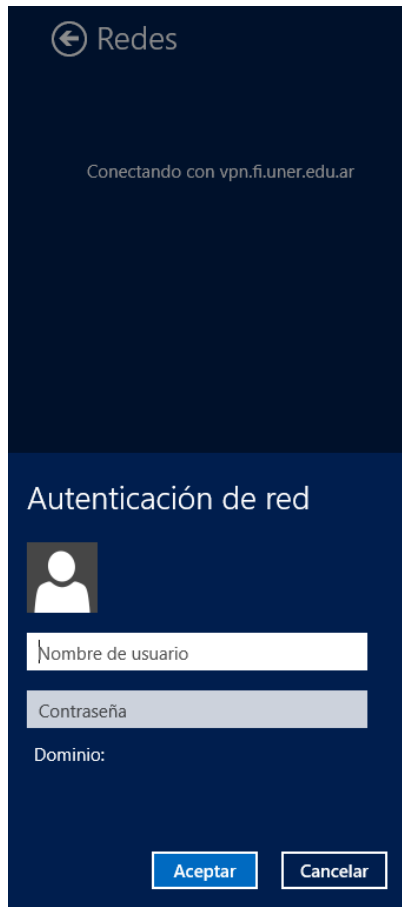 Redes
Conectando con vpn.fi.uner.edu.ar
Autenticación de red
Nombre de usuario
Contraseña
Dominio:
Aceptar Cancelar